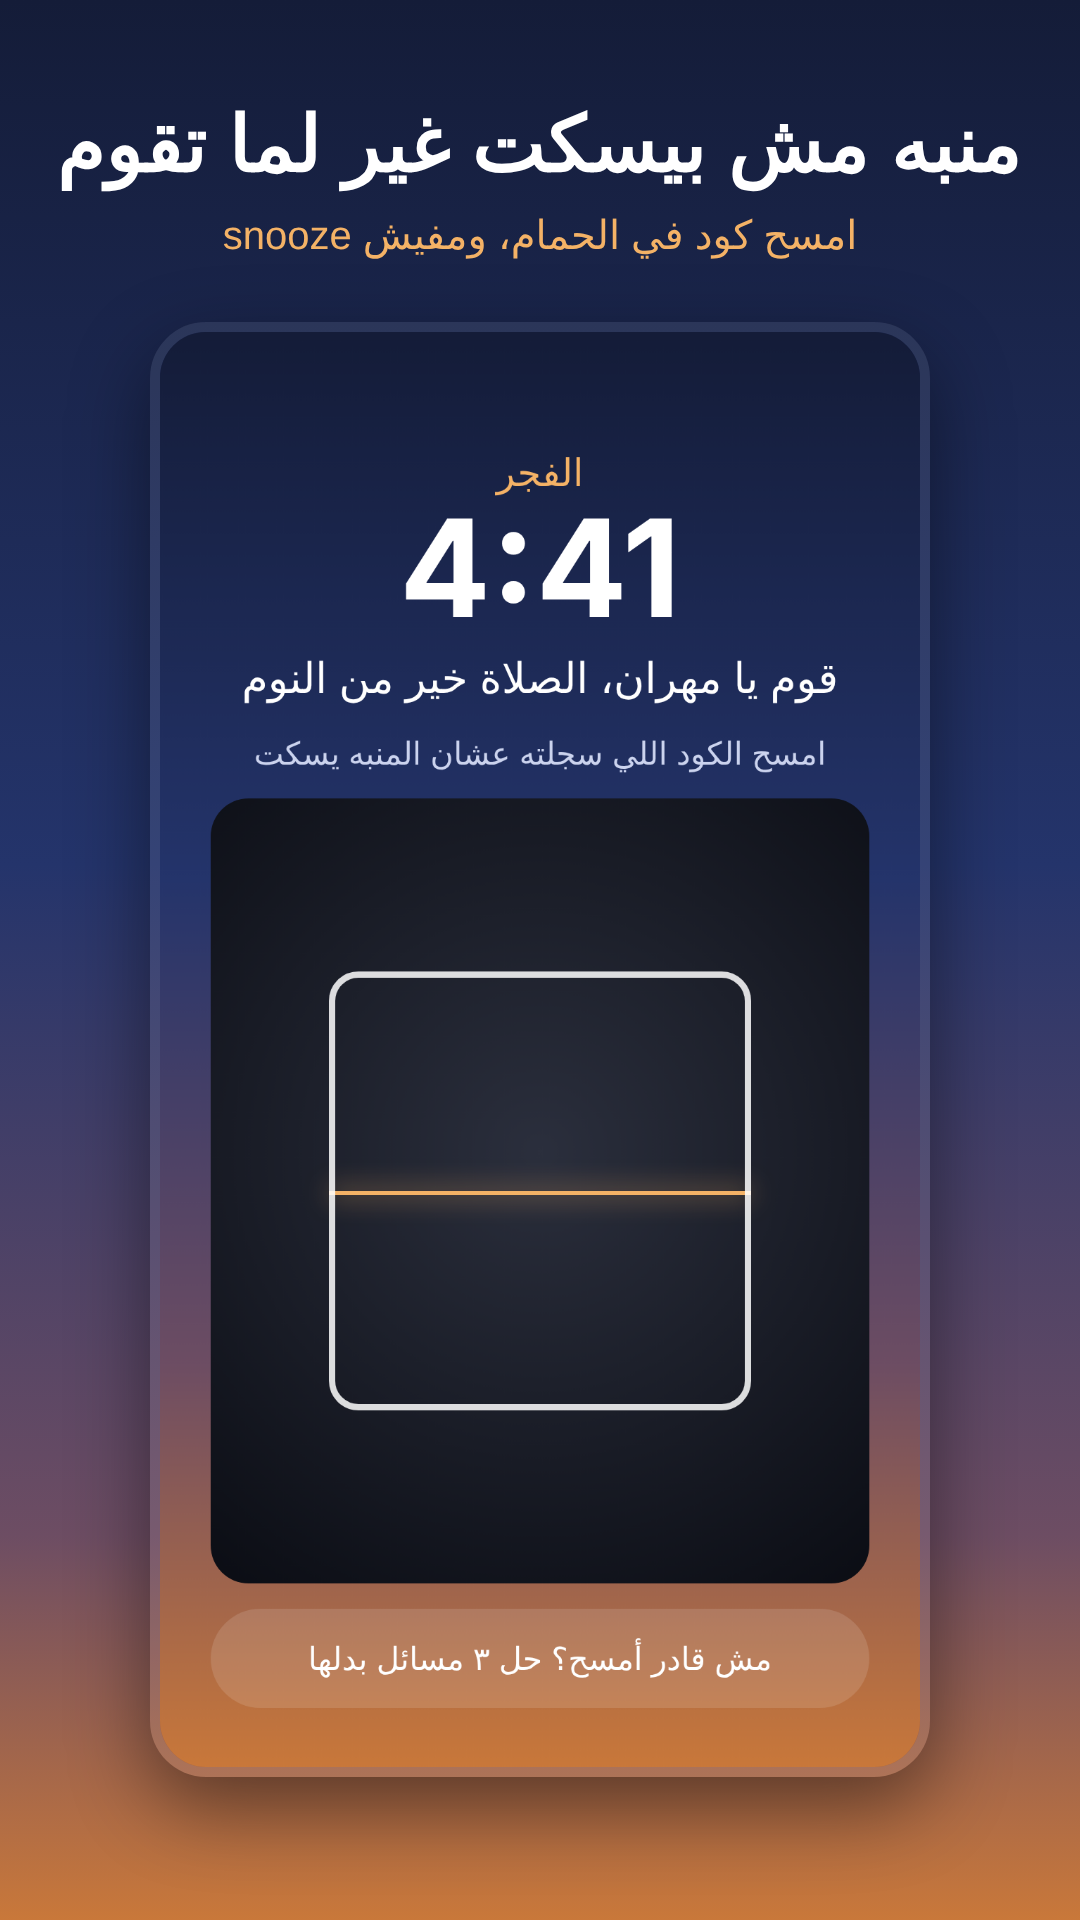 منبه مش بيسكت غير لما تقوم
امسح كود في الحمام، ومفيش snooze
الفجر
4:41
قوم يا مهران، الصلاة خير من النوم
امسح الكود اللي سجلته عشان المنبه يسكت
مش قادر أمسح؟ حل ٣ مسائل بدلها